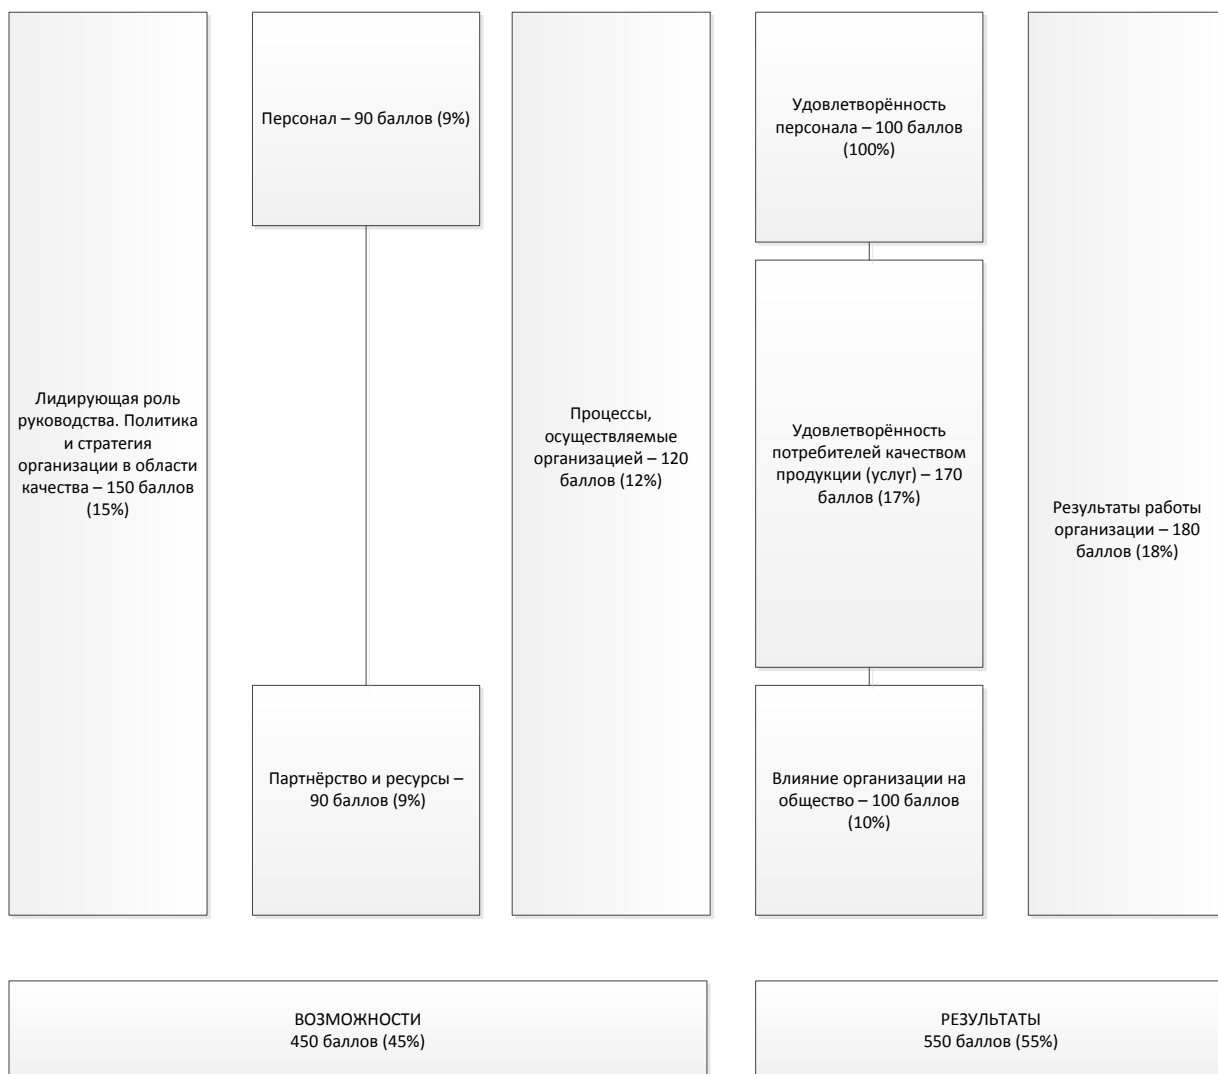 Лидирующая роль
руководства. Политика
и стратегия
организации в области
качества – 150 баллов
(15%)
Персонал – 90 баллов (9%)
Партнёрство и ресурсы –
90 баллов (9%)
Процессы,
осуществляемые
организацией – 120
баллов (12%)
Удовлетворённость
персонала – 100 баллов
(100%)
Удовлетворённость
потребителей качеством
продукции (услуг) – 170
баллов (17%)
Влияние организации на
общество – 100 баллов
(10%)
Результаты работы
организации – 180
баллов (18%)
ВОЗМОЖНОСТИ
450 баллов (45%)
РЕЗУЛЬТАТЫ
550 баллов (55%)